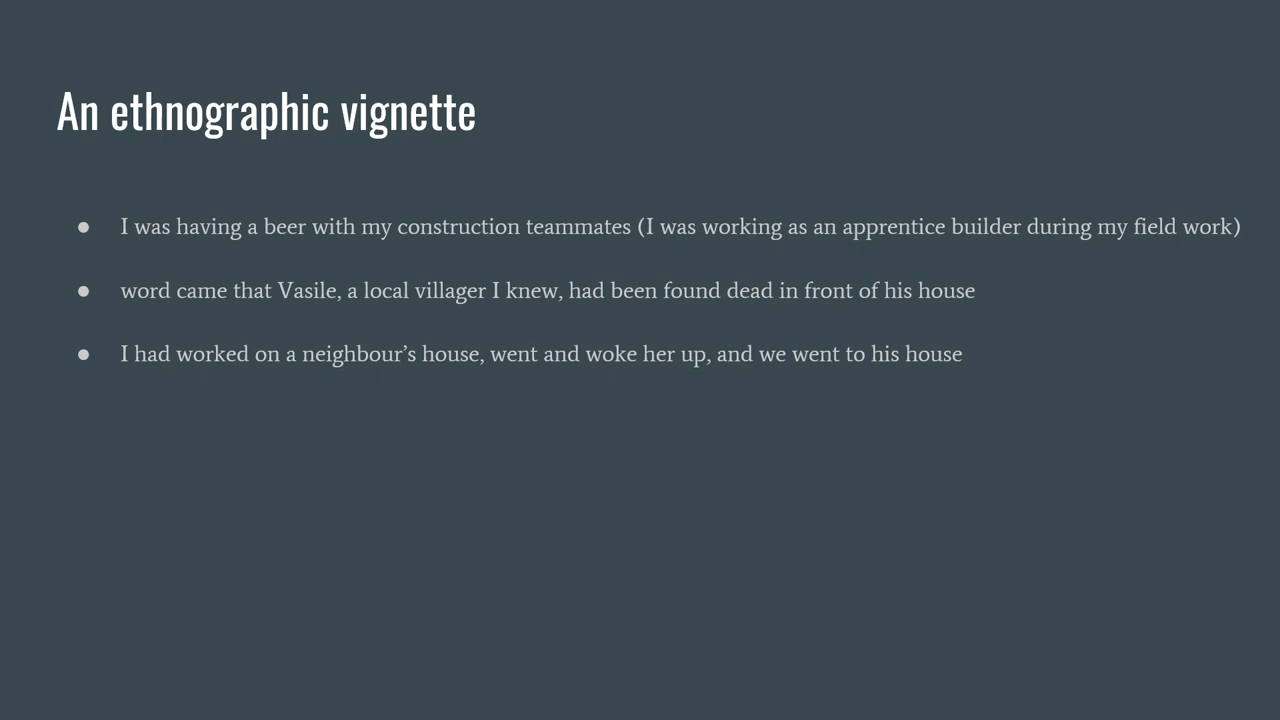 An ethnographic vignette
● I was having a beer with my construction teammates (I was working as an apprentice builder during my field work)
● word came that Vasile, a local villager I knew, had been found dead in front of his house
● I had worked on a neighbour’s house, went and woke her up, and we went to his house